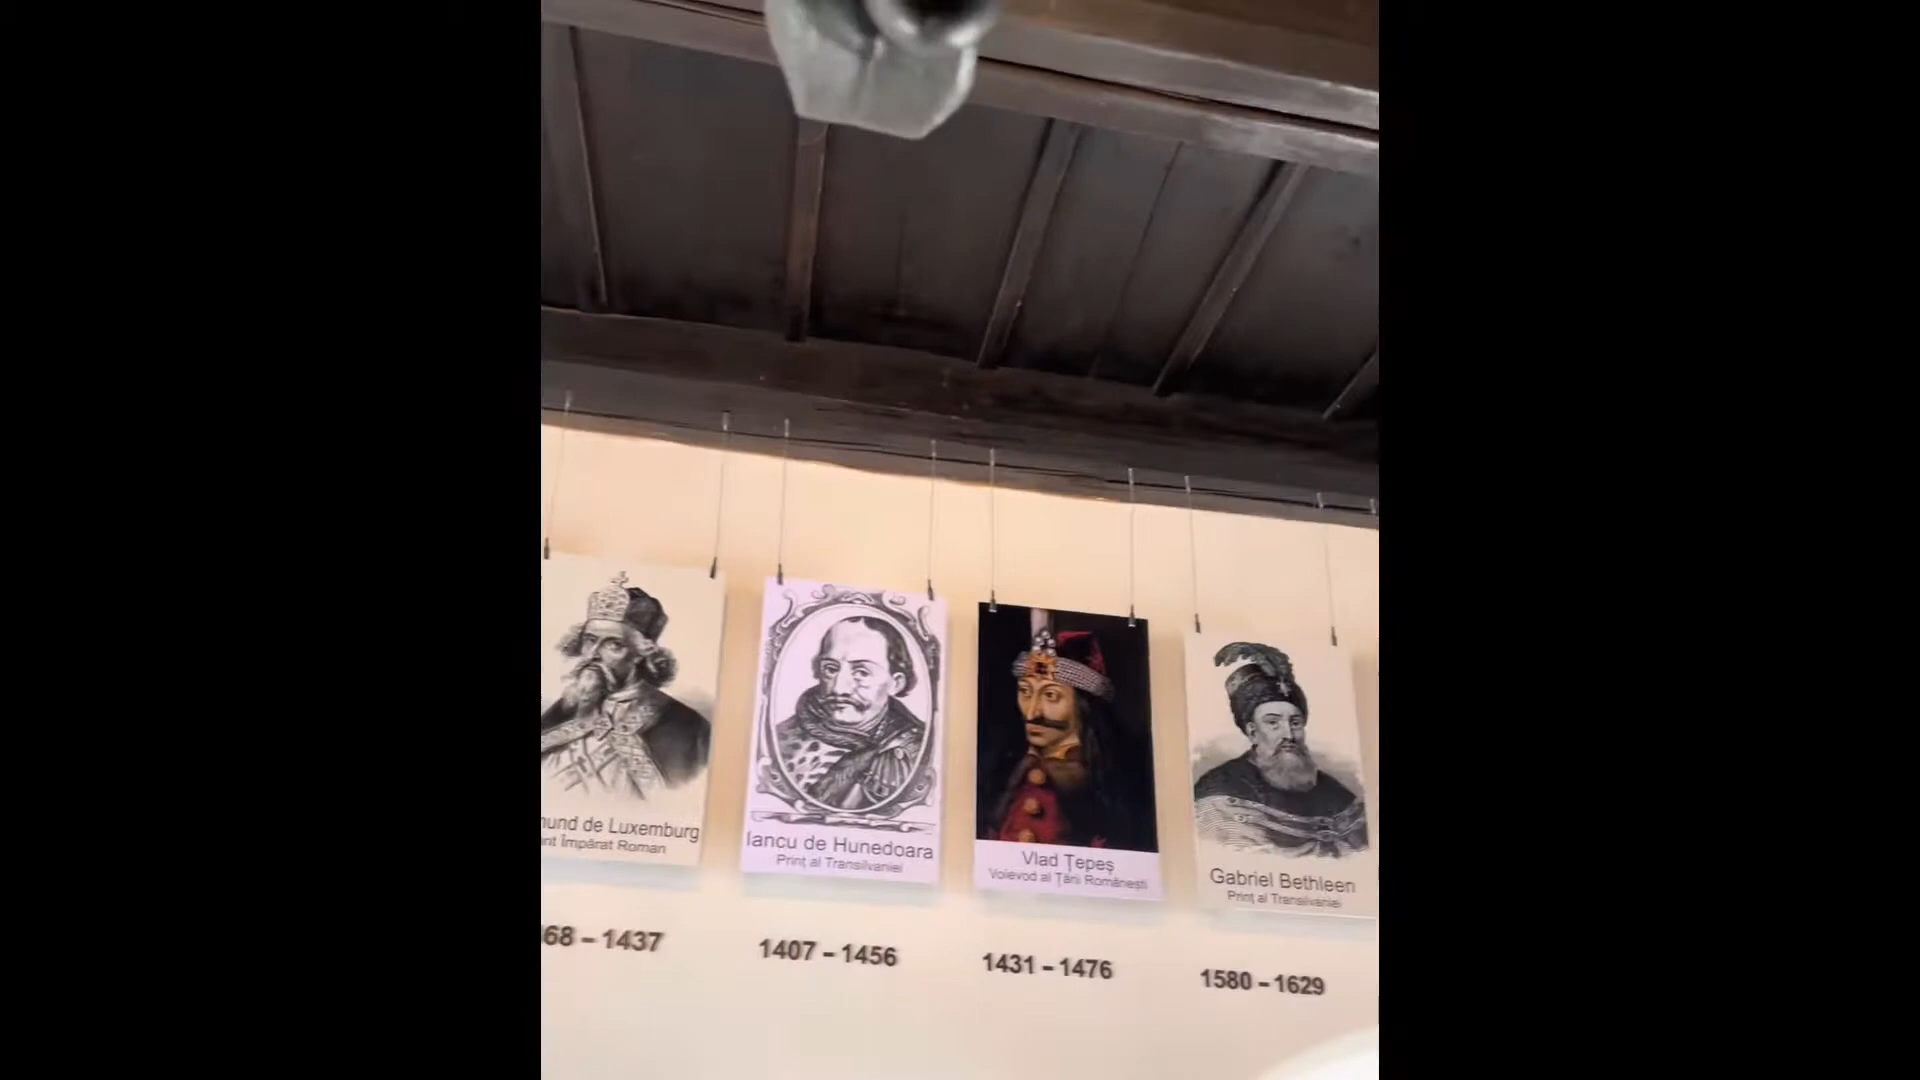 mund de Luxemburg
nt Împărat Roman
68 – 1437
Iancu de Hunedoara
Prinț al Transilvaniei
1407 – 1456
Vlad Țepeș
Voievod al Țării Românești
1431 – 1476
Gabriel Bethleen
Prinț al Transilvaniei
1580 – 1629